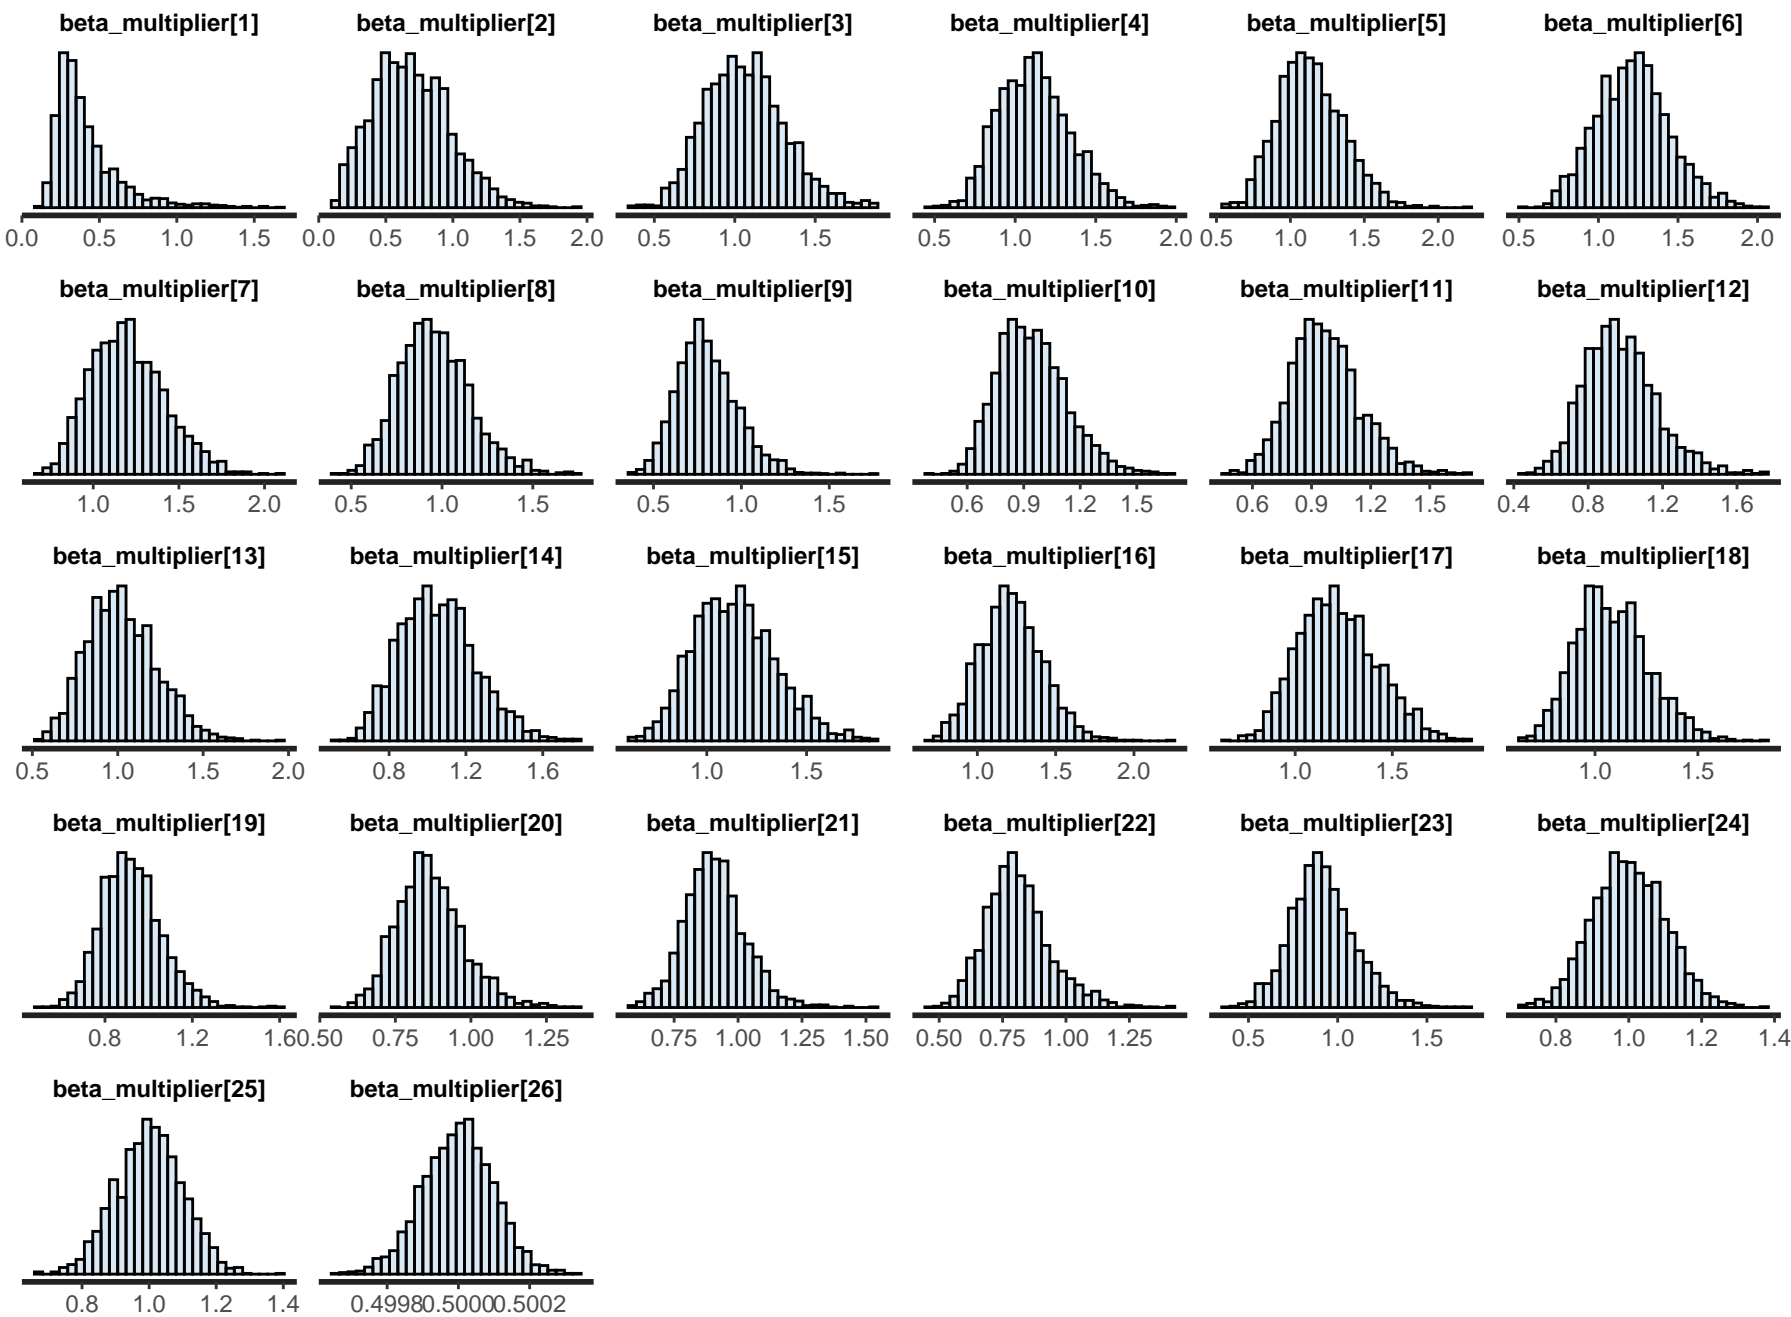 beta_multiplier[1] beta_multiplier[2] beta_multiplier[3] beta_multiplier[4] beta_multiplier[5] beta_multiplier[6]
0.0 0.5 1.0 1.5 0.0 0.5 1.0 1.5 2.0 0.5 1.0 1.5 0.5 1.0 1.5 2.0 0.5 1.0 1.5 2.0 0.5 1.0 1.5 2.0
beta_multiplier[7] beta_multiplier[8] beta_multiplier[9] beta_multiplier[10] beta_multiplier[11] beta_multiplier[12]
1.0 1.5 2.0 0.5 1.0 1.5 0.5 1.0 1.5 0.6 0.9 1.2 1.5 0.6 0.9 1.2 1.5 0.4 0.8 1.2 1.6
beta_multiplier[13] beta_multiplier[14] beta_multiplier[15] beta_multiplier[16] beta_multiplier[17] beta_multiplier[18]
0.5 1.0 1.5 2.0 0.8 1.2 1.6 1.0 1.5 1.0 1.5 2.0 1.0 1.5 1.0 1.5
beta_multiplier[19] beta_multiplier[20] beta_multiplier[21] beta_multiplier[22] beta_multiplier[23] beta_multiplier[24]
0.8 1.2 1.6 0.50 0.75 1.00 1.25 0.75 1.00 1.25 1.50 0.50 0.75 1.00 1.25 0.5 1.0 1.5 0.8 1.0 1.2 1.4
beta_multiplier[25] beta_multiplier[26]
0.8 1.0 1.2 1.4 0.4998 0.5000 0.5002